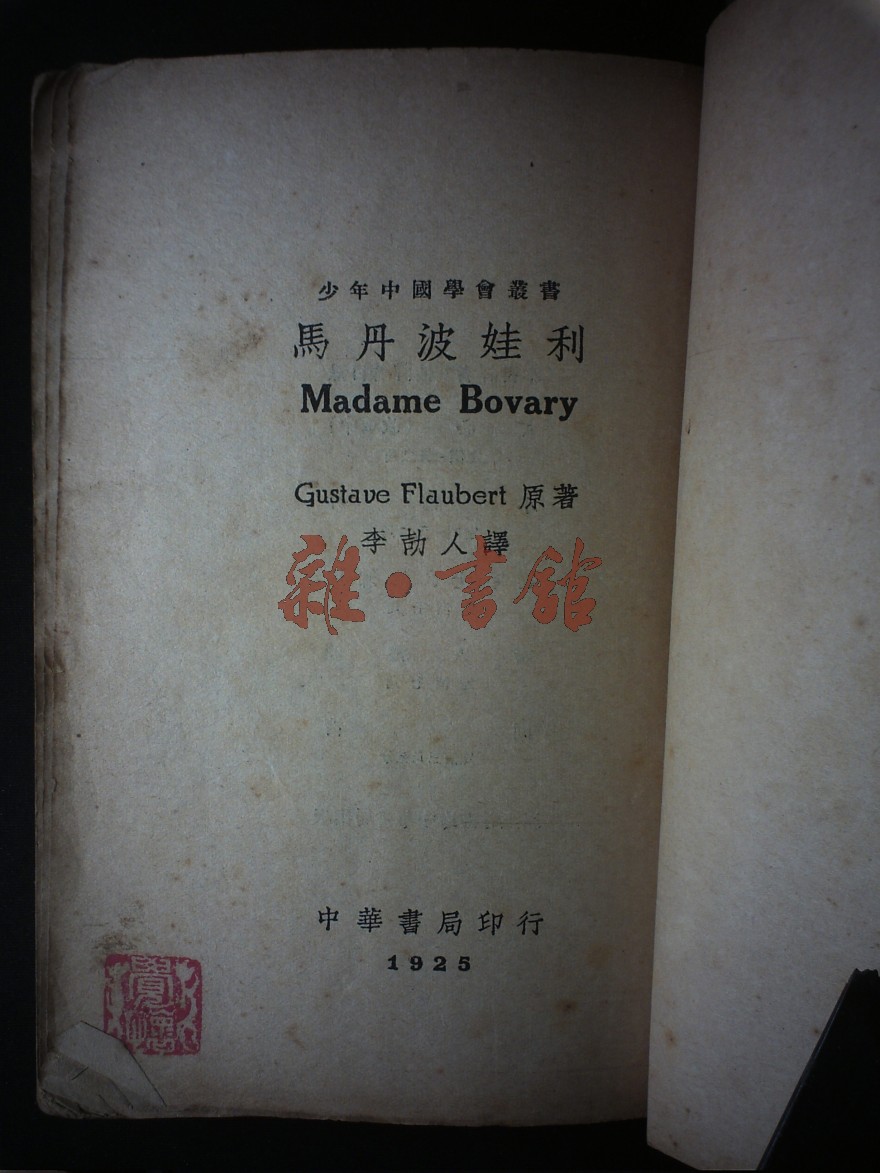 少年中國學會叢書
馬丹波娃利
Madame Bovary
Gustave Flaubert 原著
李劼人譯
雜·書館
中華書局印行
1925